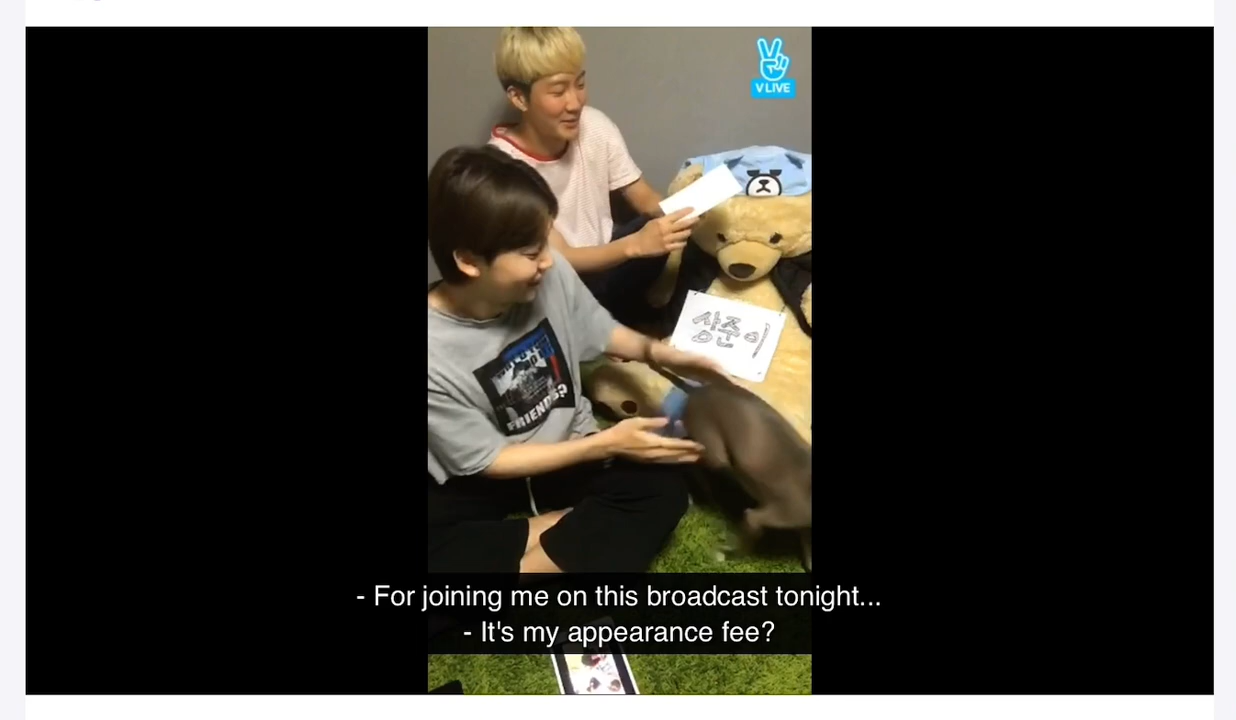 V LIVE
상준이
FRIENDS?
- For joining me on this broadcast tonight...
- It's my appearance fee?